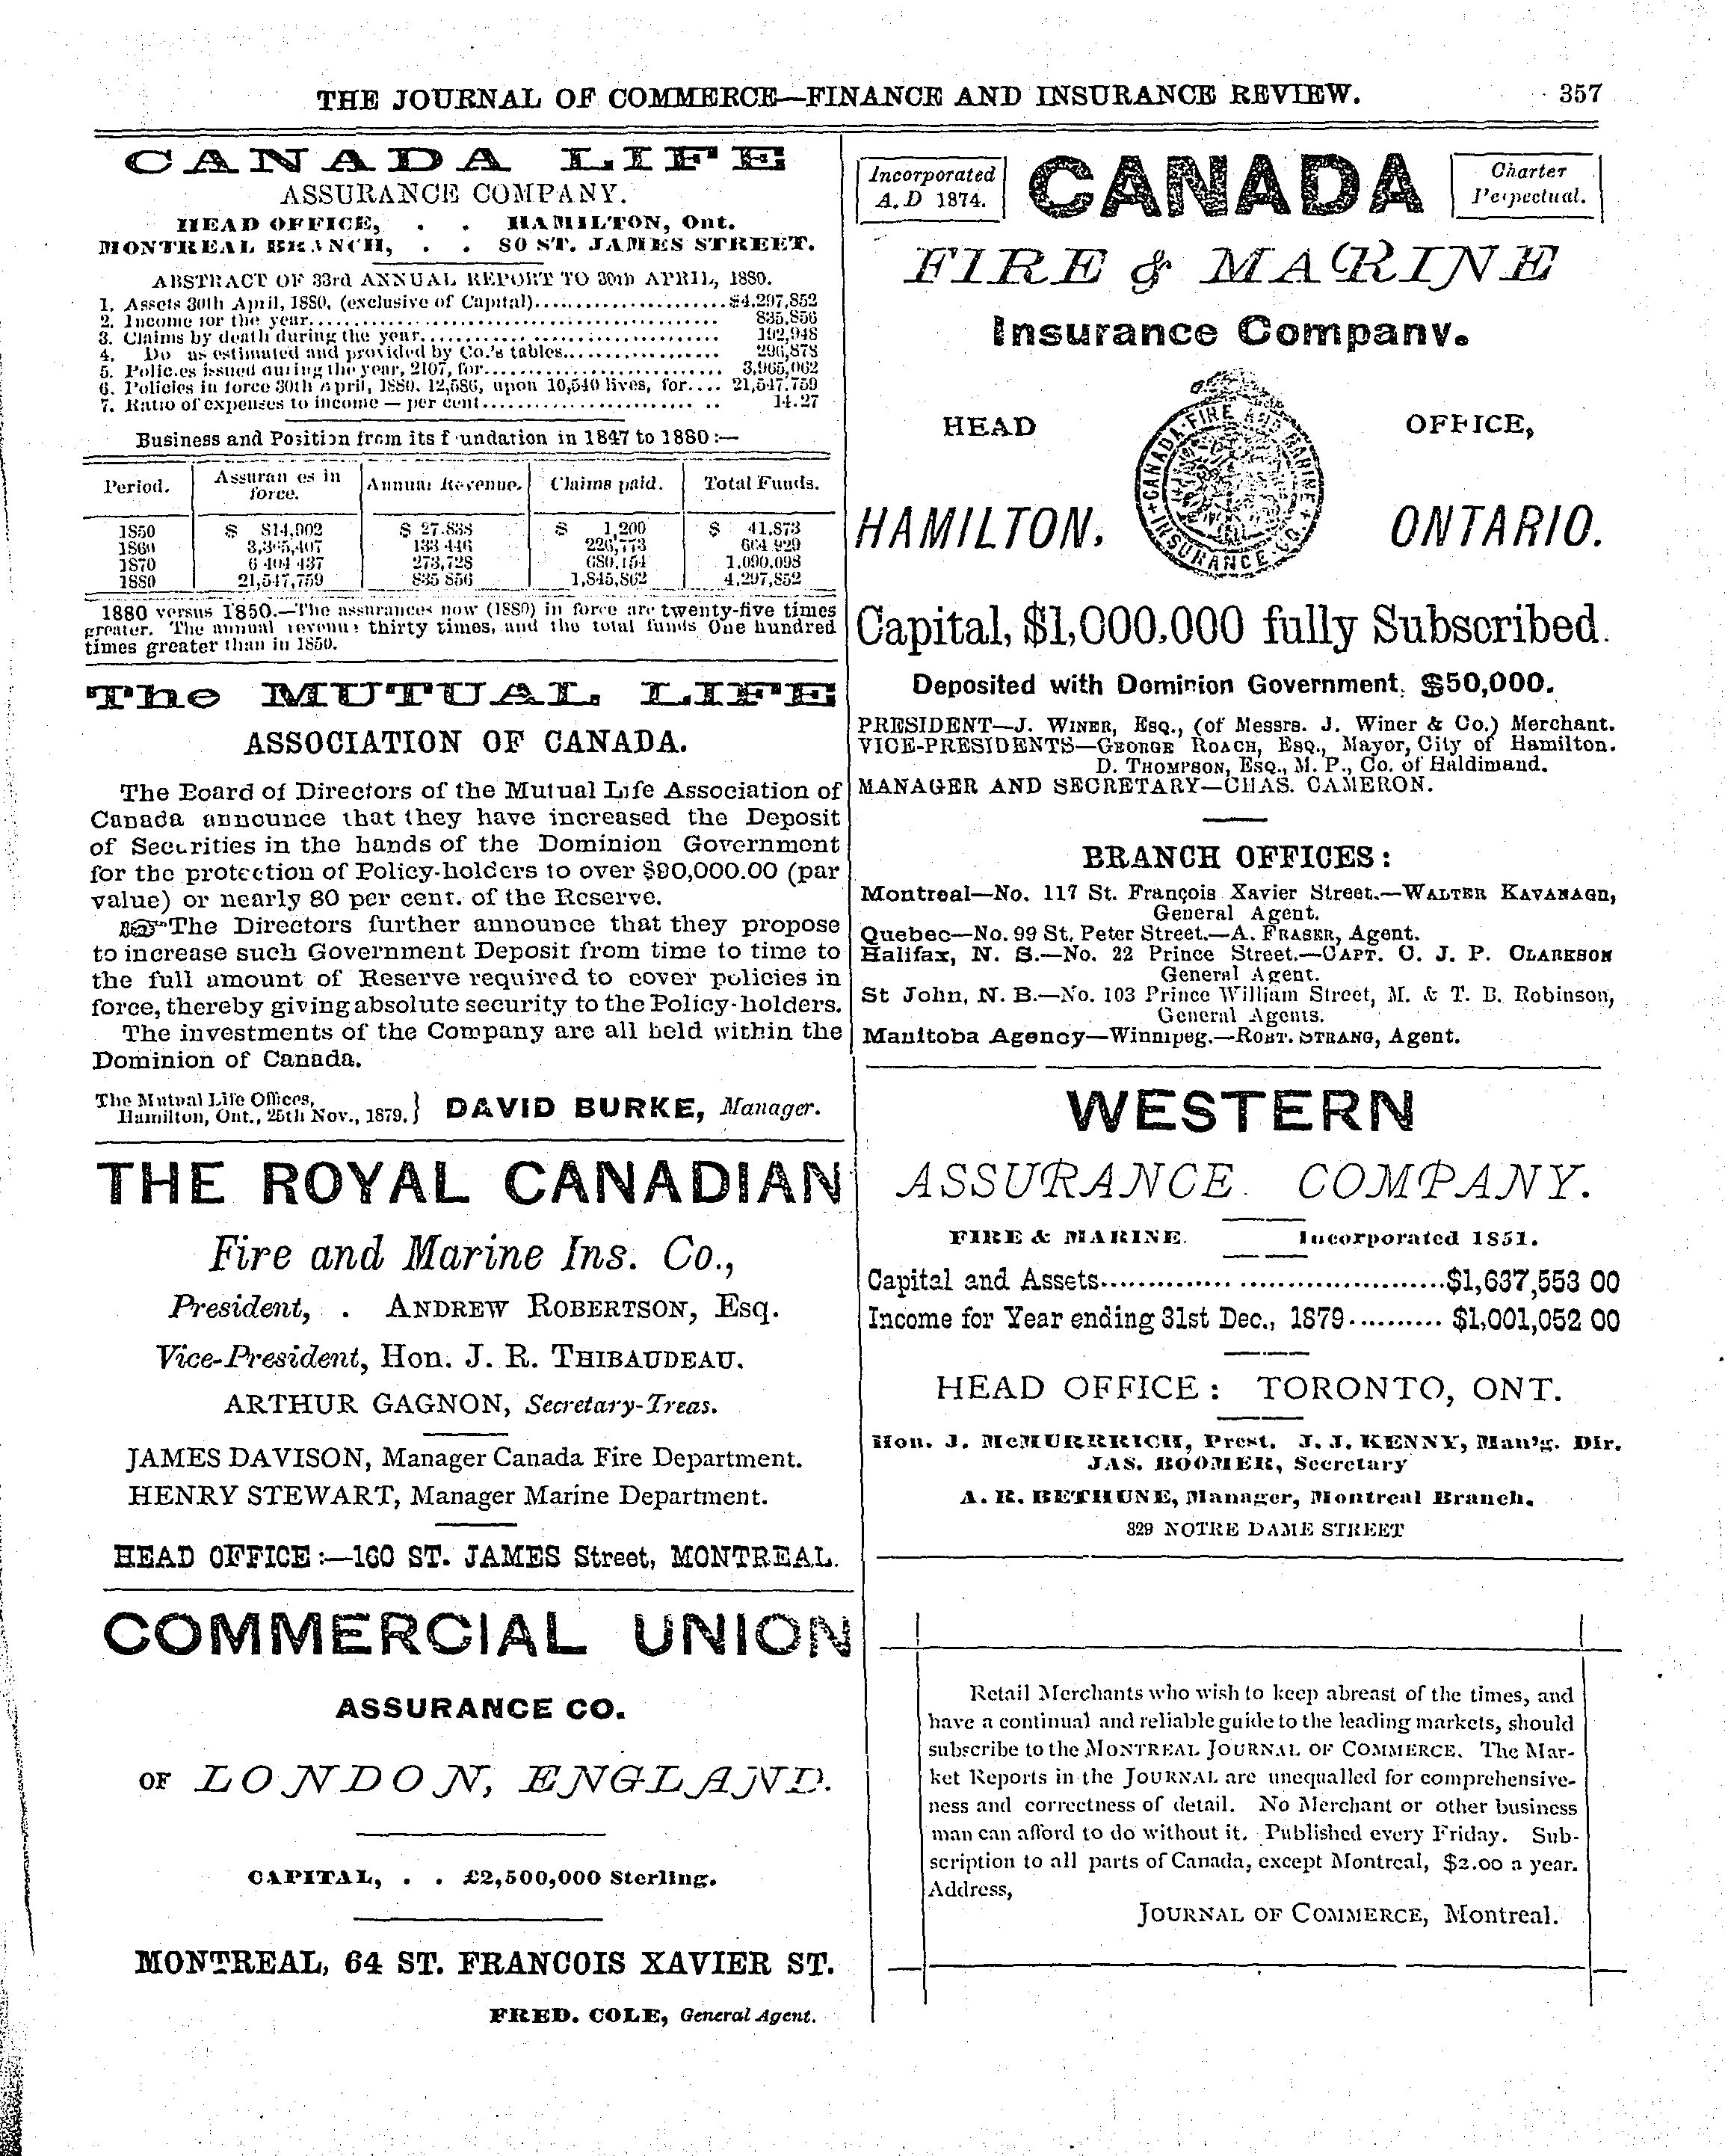 THE JOURNAL OF COMMERCE—FINANCE AND INSURANCE REVIEW. 357
CANADA LIFE
ASSURANCE COMPANY.
HEAD OFFICE, . . HAMILTON, Ont.
MONTREAL BRANCH, . . 80 ST. JAMES STREET.
ABSTRACT OF 33rd ANNUAL REPORT TO 30th APRIL, 1880.
1. Assets 30th April, 1880, (exclusive of Capital)..................$4,297,852
2. Income for the year.................................... 835,856
3. Claims by death during the year.............................. 192,948
4. Do as estimated and provided by Co.'s tables................ 296,878
5. Policies issued during the year, 2107, for........................ 3,965,062
6. Policies in force 30th April, 1880, 12,586, upon 10,540 lives, for.... 21,547,759
7. Ratio of expenses to income — per cent........................ 14.27
Business and Position from its f undation in 1847 to 1880:—
Period. Assuran es in force. Annual Revenue. Claims paid. Total Funds.
1850 $ 814,902 $ 27.838 $ 1,200 $ 41,873
1860 133 446 226,773 664 929
1870 6 404 437 273,728 680,154 1,090,098
1880 21,547,759 835 856 1,845,862 4,297,852
1880 versus 1850.—The assurances now (1880) in force are twenty-five times
greater. The annual revenue thirty times, and the total funds One hundred
times greater than in 1850.
The MUTUAL LIFE
ASSOCIATION OF CANADA.
The Board of Directors of the Mutual Life Association of
Canada announce that they have increased the Deposit
of Securities in the hands of the Dominion Government
for the protection of Policy-holders to over $90,000.00 (par
value) or nearly 80 per cent. of the Reserve.
☞The Directors further announce that they propose
to increase such Government Deposit from time to time to
the full amount of Reserve required to cover policies in
force, thereby giving absolute security to the Policy-holders.
The investments of the Company are all held within the
Dominion of Canada.
The Mutual Life Offices,
Hamilton, Ont., 25th Nov., 1879. } DAVID BURKE, Manager.
THE ROYAL CANADIAN
Fire and Marine Ins. Co.,
President, . ANDREW ROBERTSON, Esq.
Vice-President, Hon. J. R. THIBAUDEAU.
ARTHUR GAGNON, Secretary-Treas.
JAMES DAVISON, Manager Canada Fire Department.
HENRY STEWART, Manager Marine Department.
HEAD OFFICE:—160 ST. JAMES Street, MONTREAL.
COMMERCIAL UNION
ASSURANCE CO.
OF LONDON, ENGLAND.
CAPITAL, . . £2,500,000 Sterling.
MONTREAL, 64 ST. FRANCOIS XAVIER ST.
FRED. COLE, General Agent.
Incorporated
A.D 1874.
CANADA
Charter
Perpectual.
FIRE & MARINE
Insurance Company.
HEAD OFFICE,
CANADA FIRE AND MARINE INSURANCE CO.
HAMILTON, ONTARIO.
Capital, $1,000,000 fully Subscribed.
Deposited with Dominion Government, $50,000.
PRESIDENT—J. WINER, ESQ., (of Messrs. J. Winer & Co.) Merchant.
VICE-PRESIDENTS—GEORGE ROACH, ESQ., Mayor, City of Hamilton.
D. THOMPSON, ESQ., M. P., Co. of Haldimand.
MANAGER AND SECRETARY—CHAS. CAMERON.
BRANCH OFFICES:
Montreal—No. 117 St. François Xavier Street.—WALTER KAVANAGH,
General Agent.
Quebec—No. 99 St. Peter Street.—A. FRASER, Agent.
Halifax, N. S.—No. 22 Prince Street.—CAPT. C. J. P. CLARKSON
General Agent.
St John, N. B.—No. 103 Prince William Street, M. & T. B. Robinson,
General Agents.
Manitoba Agency—Winnipeg.—ROBT. STRANG, Agent.
WESTERN
ASSURANCE COMPANY.
FIRE & MARINE. Incorporated 1851.
Capital and Assets....................................$1,637,553 00
Income for Year ending 31st Dec., 1879.......... $1,001,052 00
HEAD OFFICE: TORONTO, ONT.
Hon. J. McMURRRICH, Prest. J. J. KENNY, Man'g. Dir.
JAS. BOOMER, Secretary
A. R. BETHUNE, Manager, Montreal Branch.
329 NOTRE DAME STREET
Retail Merchants who wish to keep abreast of the times, and
have a continual and reliable guide to the leading markets, should
subscribe to the MONTREAL JOURNAL OF COMMERCE. The Mar-
ket Reports in the JOURNAL are unequalled for comprehensive-
ness and correctness of detail. No Merchant or other business
man can afford to do without it. Published every Friday. Sub-
scription to all parts of Canada, except Montreal, $2.00 a year.
Address,
JOURNAL OF COMMERCE, Montreal.